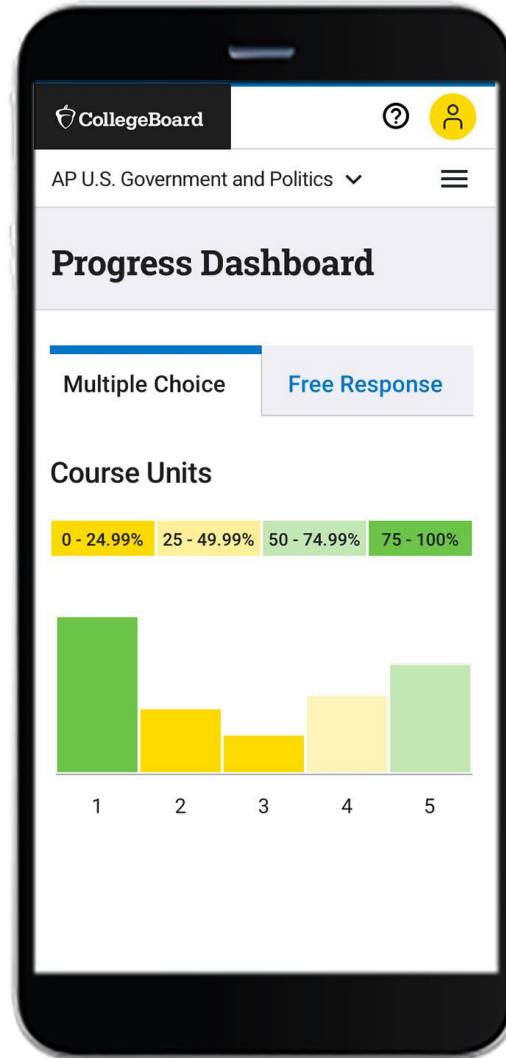 CollegeBoard
AP U.S. Government and Politics
Progress Dashboard
Multiple Choice Free Response
Course Units
0 - 24.99% 25 - 49.99% 50 - 74.99% 75 - 100%
1 2 3 4 5